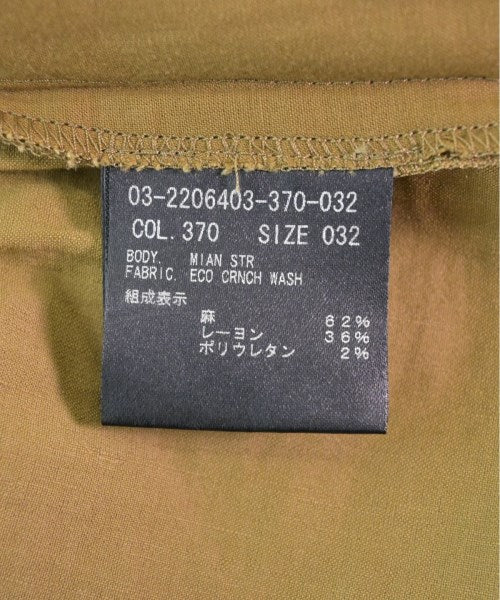 03-2206403-370-032
COL. 370 SIZE 032
BODY. MIAN STR
FABRIC. ECO CRNCH WASH
組成表示
麻 62%
レーヨン 36%
ポリウレタン 2%